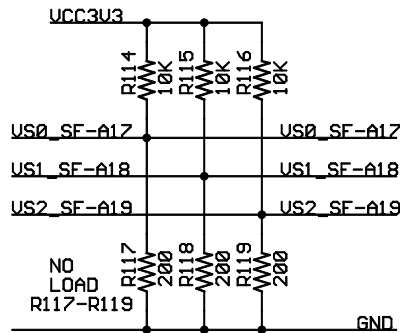 VCC3V3
R114 10K R115 10K R116 10K
VS0_SF-A17 VS0_SF-A17
VS1_SF-A18 VS1_SF-A18
VS2_SF-A19 VS2_SF-A19
R117 200 R118 200 R119 200
NO
LOAD
R117-R119
GND